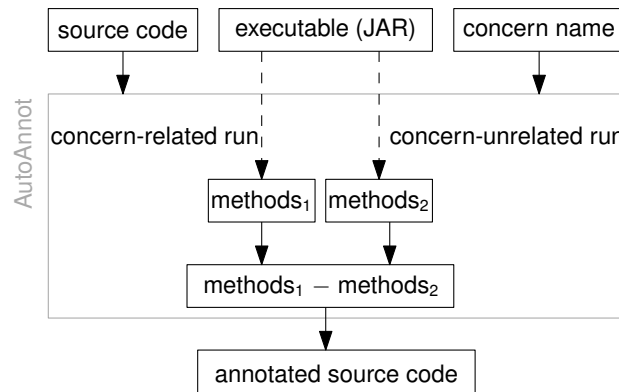 source code
executable (JAR)
concern name
AutoAnnot
concern-related run
concern-unrelated run
methods₁
methods₂
methods₁ − methods₂
annotated source code